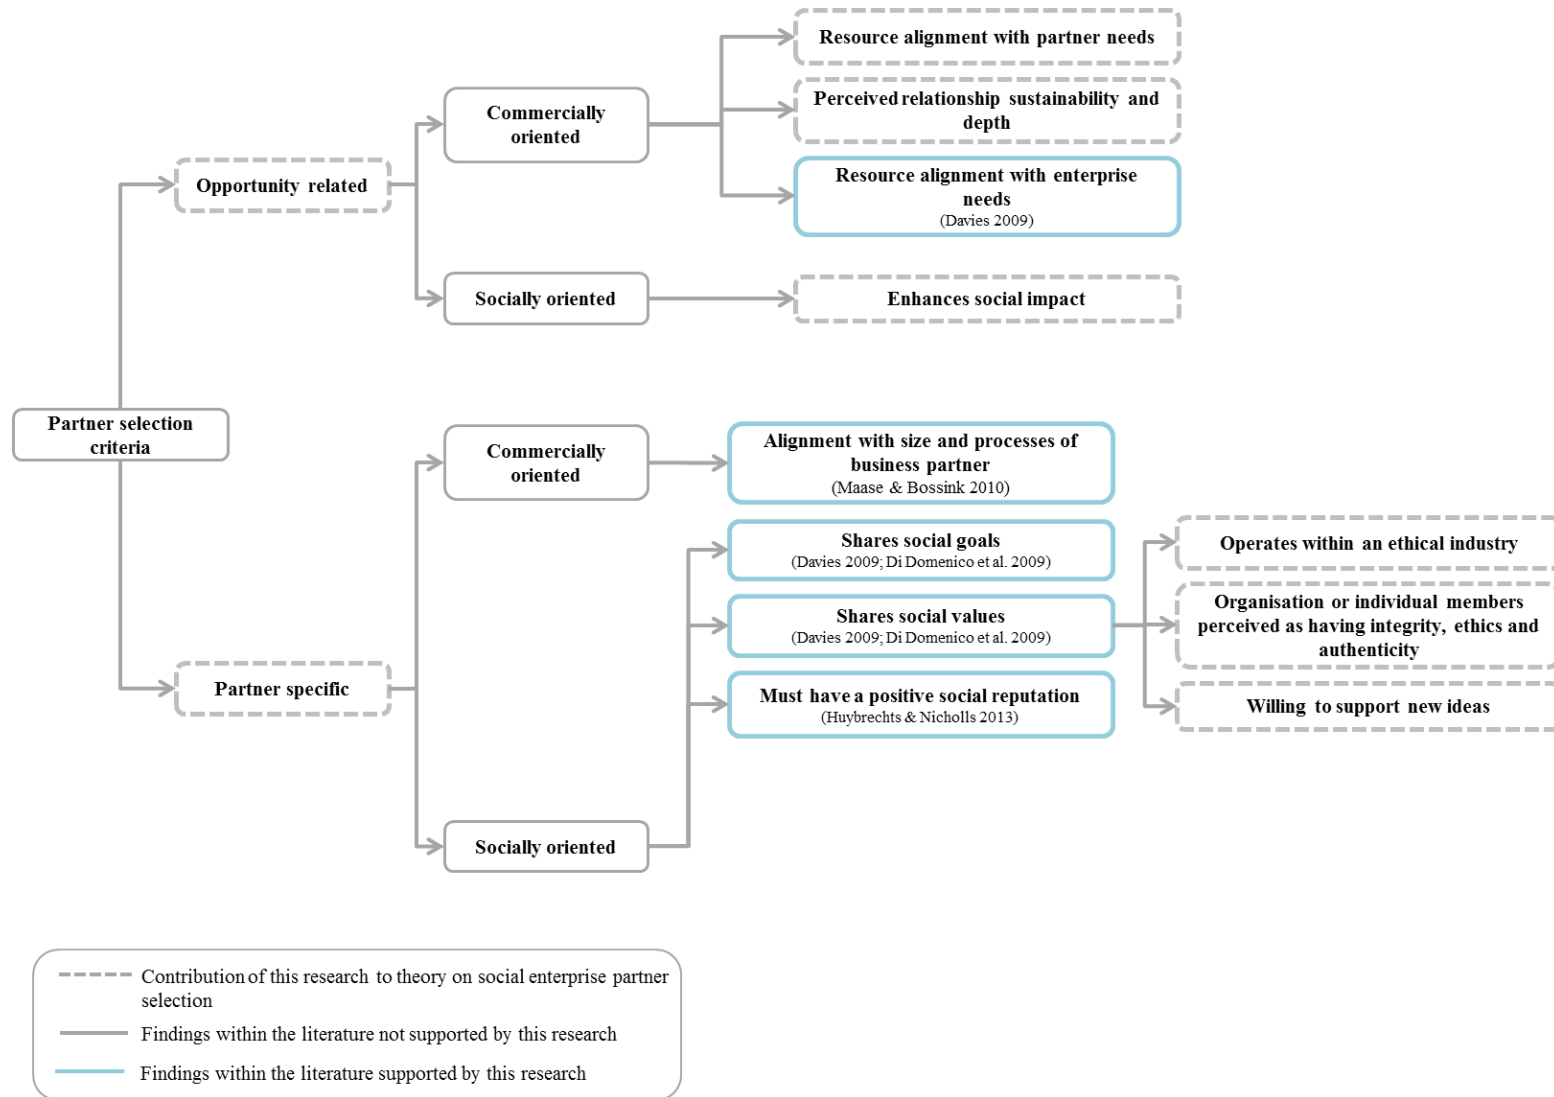 Resource alignment with partner needs
Perceived relationship sustainability and
depth
Commercially
oriented
Resource alignment with enterprise
needs
(Davies 2009)
Opportunity related
Socially oriented
Enhances social impact
Partner selection
criteria
Commercially
oriented
Alignment with size and processes of
business partner
(Maase & Bossink 2010)
Shares social goals
(Davies 2009; Di Domenico et al. 2009)
Operates within an ethical industry
Shares social values
(Davies 2009; Di Domenico et al. 2009)
Organisation or individual members
perceived as having integrity, ethics and
authenticity
Partner specific
Must have a positive social reputation
(Huybrechts & Nicholls 2013)
Willing to support new ideas
Socially oriented
Contribution of this research to theory on social enterprise partner
selection
Findings within the literature not supported by this research
Findings within the literature supported by this research